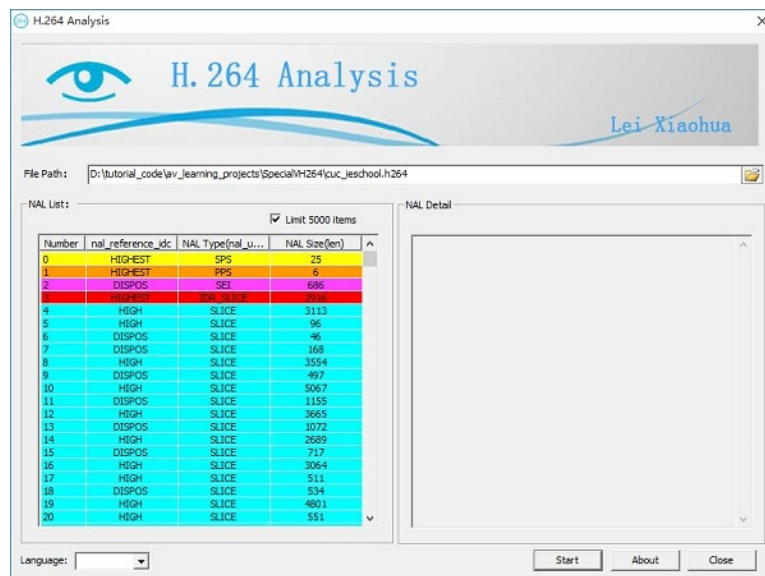 H.264 Analysis
H.264 Analysis
Lei Xiaohua
File Path: D:\tutorial_code\av_learning_projects\SpecialVH264\cuc_ieschool.h264
NAL List:
Limit 5000 items
Number nal_reference_idc NAL Type(nal_u... NAL Size(len)
0 HIGHEST SPS 25
1 HIGHEST PPS 6
2 DISPOS SEI 686
3 HIGHEST IDR_SLICE 2916
4 HIGH SLICE 3113
5 HIGH SLICE 96
6 DISPOS SLICE 46
7 DISPOS SLICE 168
8 HIGH SLICE 3554
9 DISPOS SLICE 497
10 HIGH SLICE 5067
11 DISPOS SLICE 1155
12 HIGH SLICE 3665
13 DISPOS SLICE 1072
14 HIGH SLICE 2689
15 DISPOS SLICE 717
16 HIGH SLICE 3064
17 HIGH SLICE 511
18 DISPOS SLICE 534
19 HIGH SLICE 4801
20 HIGH SLICE 551
NAL Detail
Language:
Start About Close